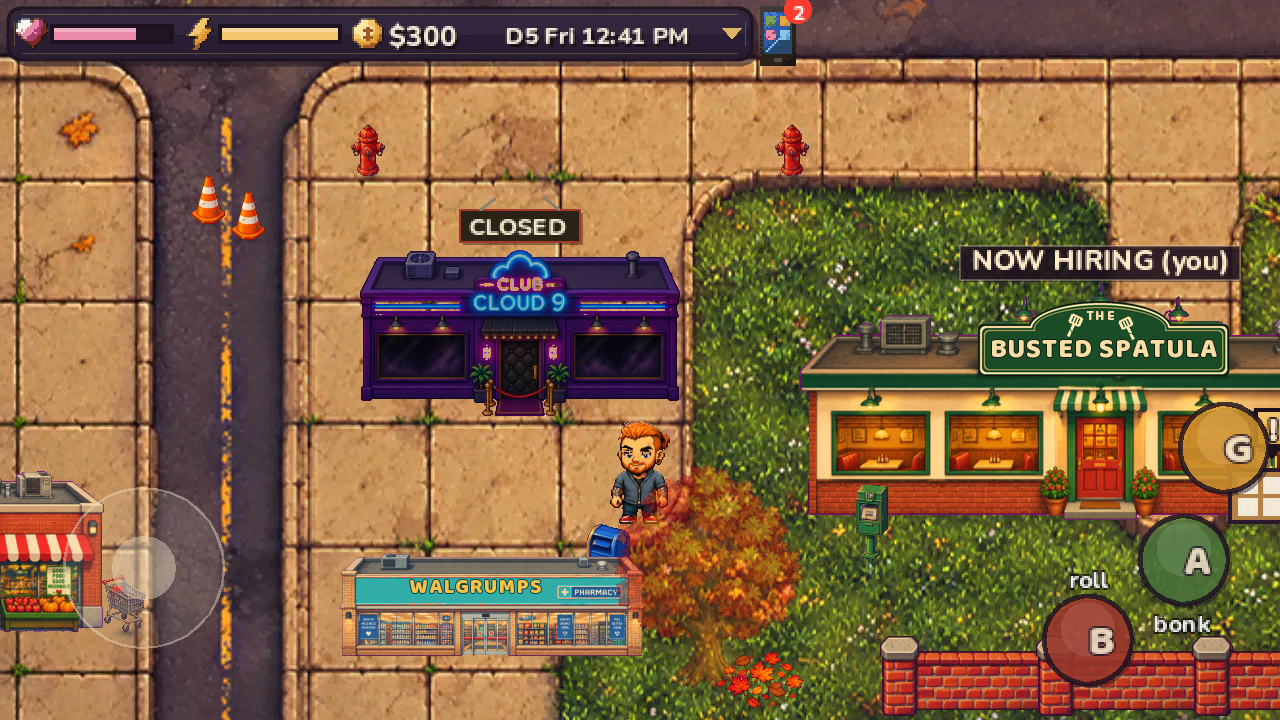 $300
D5 Fri 12:41 PM
2
CLOSED
CLUB
CLOUD 9
NOW HIRING (you)
THE
BUSTED SPATULA
G
!
A
roll
B
bonk
WALGRUMPS
PHARMACY